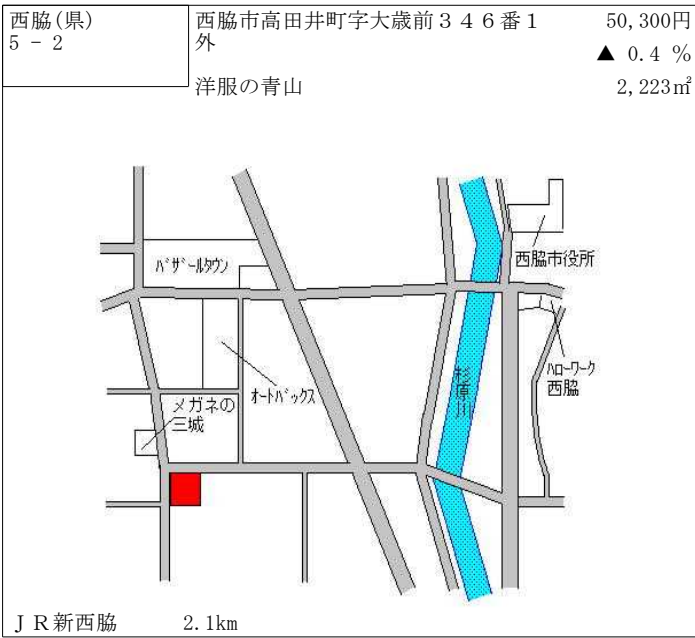 西脇(県)
5 - 2
西脇市高田井町字大歳前346番1
外
50,300円
▲ 0.4 %
洋服の青山
2,223㎡
バザールタウン
西脇市役所
オートバックス
ハローワーク
西脇
杉原川
メガネの
三城
JR新西脇 2.1km